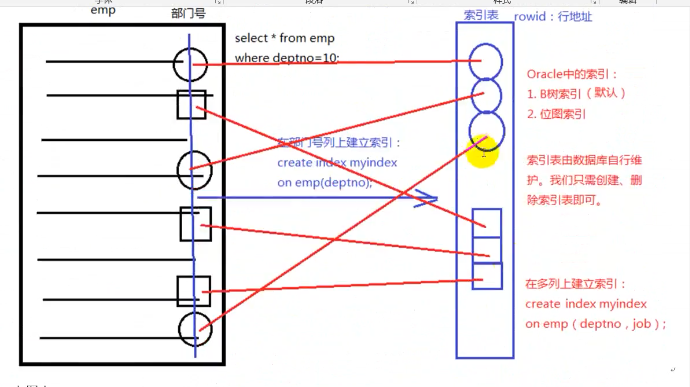 emp
部门号
索引表
rowid：行地址
select * from emp
where deptno=10;
Oracle中的索引：
1. B树索引（默认）
2. 位图索引
在部门号列上建立索引：
create index myindex
on emp(deptno);
索引表由数据库自行维
护。我们只需创建、删
除索引表即可。
在多列上建立索引：
create index myindex
on emp（deptno，job）;